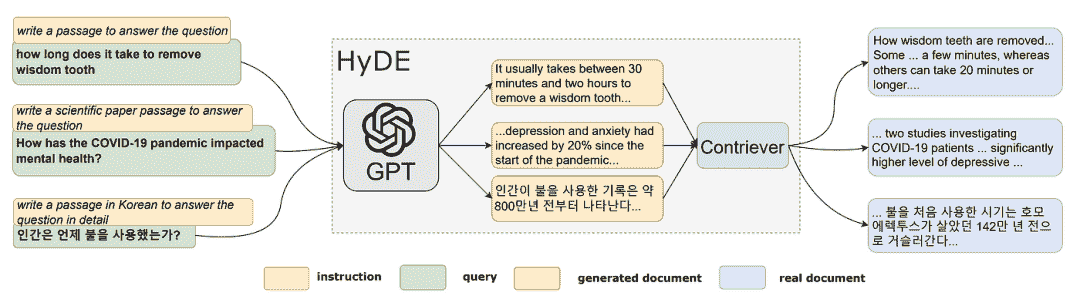 write a passage to answer the question
how long does it take to remove
wisdom tooth
write a scientific paper passage to answer
the question
How has the COVID-19 pandemic impacted
mental health?
write a passage in Korean to answer the
question in detail
인간은 언제 불을 사용했는가?
HyDE
GPT
It usually takes between 30
minutes and two hours to
remove a wisdom tooth...
...depression and anxiety had
increased by 20% since the
start of the pandemic...
인간이 불을 사용한 기록은 약
800만년 전부터 나타난다...
Contriever
How wisdom teeth are removed...
Some ... a few minutes, whereas
others can take 20 minutes or
longer....
... two studies investigating
COVID-19 patients ... significantly
higher level of depressive ...
... 불을 처음 사용한 시기는 호모
에렉투스가 살았던 142만 년 전으
로 거슬러간다...
instruction
query
generated document
real document